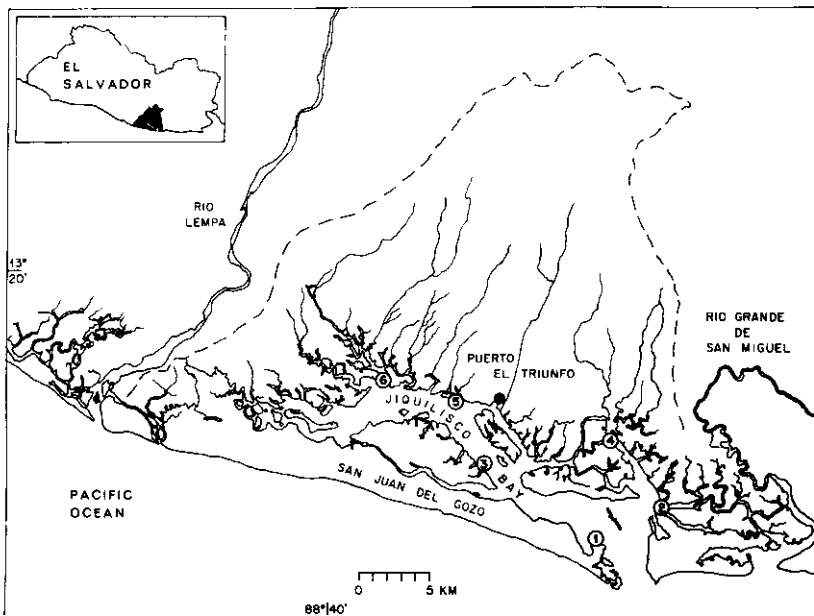 EL
SALVADOR
RIO
LEMPA
13°
20'
RIO GRANDE
DE
SAN MIGUEL
PUERTO
EL TRIUNFO
6
5
JIQUILISCO
4
3
BAY
SAN JUAN DEL GOZO
2
PACIFIC
OCEAN
1
0 5 KM
88°40'